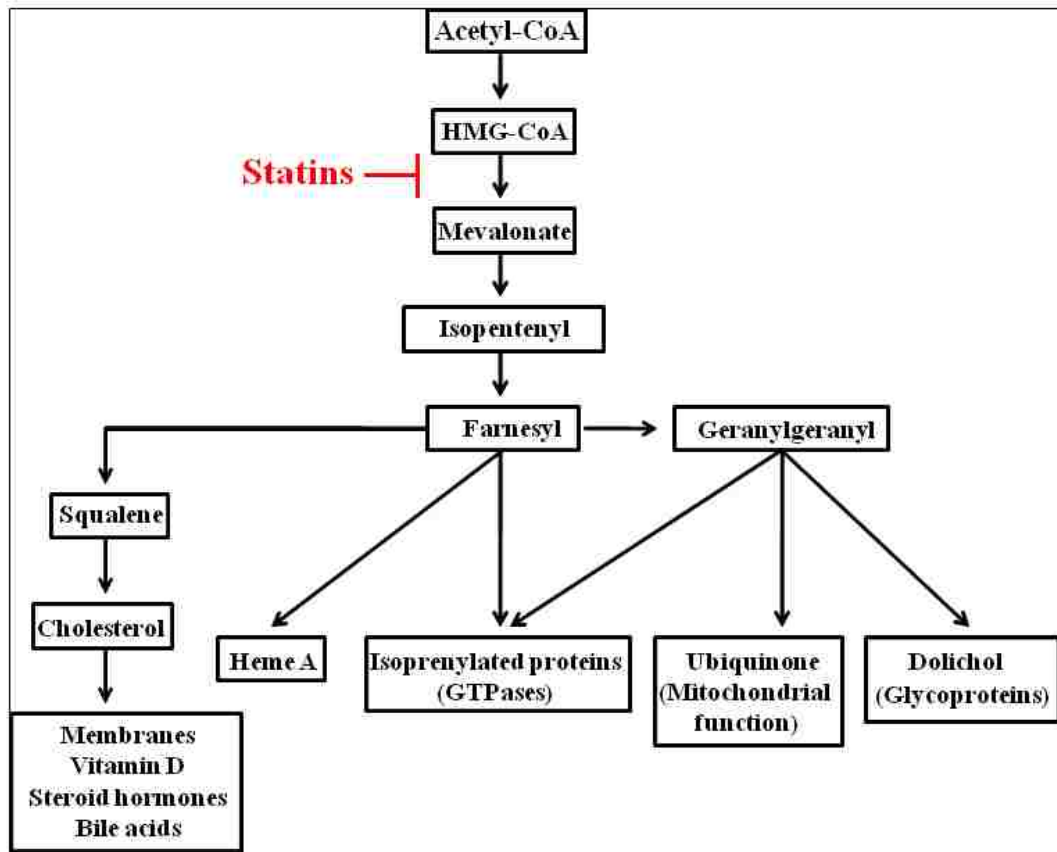 Acetyl-CoA
HMG-CoA
Statins
Mevalonate
Isopentenyl
Farnesyl
Geranylgeranyl
Squalene
Cholesterol
Heme A
Isoprenylated proteins
(GTPases)
Ubiquinone
(Mitochondrial
function)
Dolichol
(Glycoproteins)
Membranes
Vitamin D
Steroid hormones
Bile acids